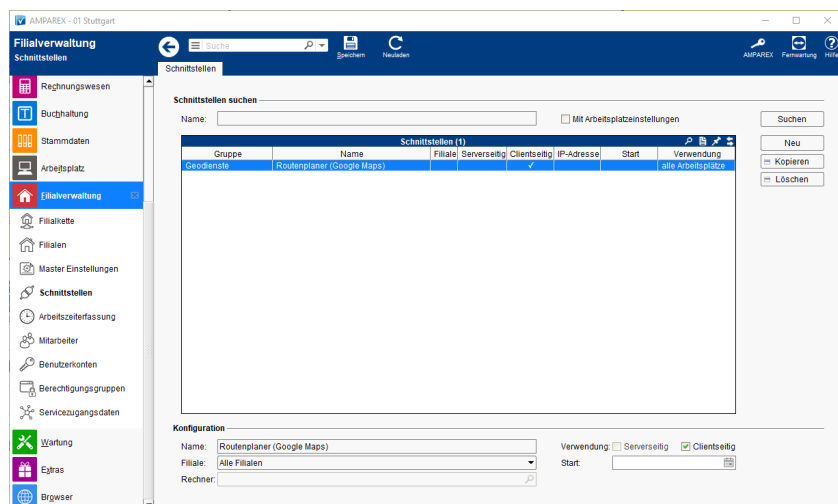 AMPAREX - 01 Stuttgart
Filialverwaltung
Schnittstellen
Suche
Speichern
Neuladen
AMPAREX
Fernwartung
Hilfe
Schnittstellen
Rechnungswesen
Buchhaltung
Stammdaten
Arbeitsplatz
Filialverwaltung
Filialkette
Filialen
Master Einstellungen
Schnittstellen
Arbeitszeiterfassung
Mitarbeiter
Benutzerkonten
Berechtigungsgruppen
Servicezugangsdaten
Wartung
Extras
Browser
Schnittstellen suchen
Name:
Mit Arbeitsplatzeinstellungen
Suchen
Schnittstellen (1)
Neu
Gruppe Name Filiale Serverseitig Clientseitig IP-Adresse Start Verwendung
Geodienste Routenplaner (Google Maps) ✓ alle Arbeitsplätze
Kopieren
Löschen
Konfiguration
Name: Routenplaner (Google Maps) Verwendung: Serverseitig Clientseitig
Filiale: Alle Filialen Start:
Rechner: